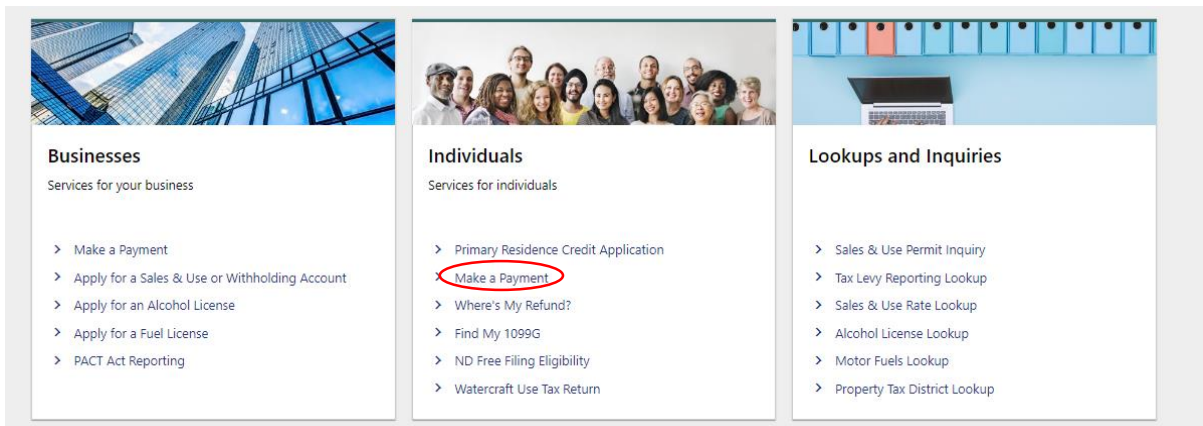 Businesses
Services for your business
Make a Payment
Apply for a Sales & Use or Withholding Account
Apply for an Alcohol License
Apply for a Fuel License
PACT Act Reporting
Individuals
Services for individuals
Primary Residence Credit Application
Make a Payment
Where's My Refund?
Find My 1099G
ND Free Filing Eligibility
Watercraft Use Tax Return
Lookups and Inquiries
Sales & Use Permit Inquiry
Tax Levy Reporting Lookup
Sales & Use Rate Lookup
Alcohol License Lookup
Motor Fuels Lookup
Property Tax District Lookup